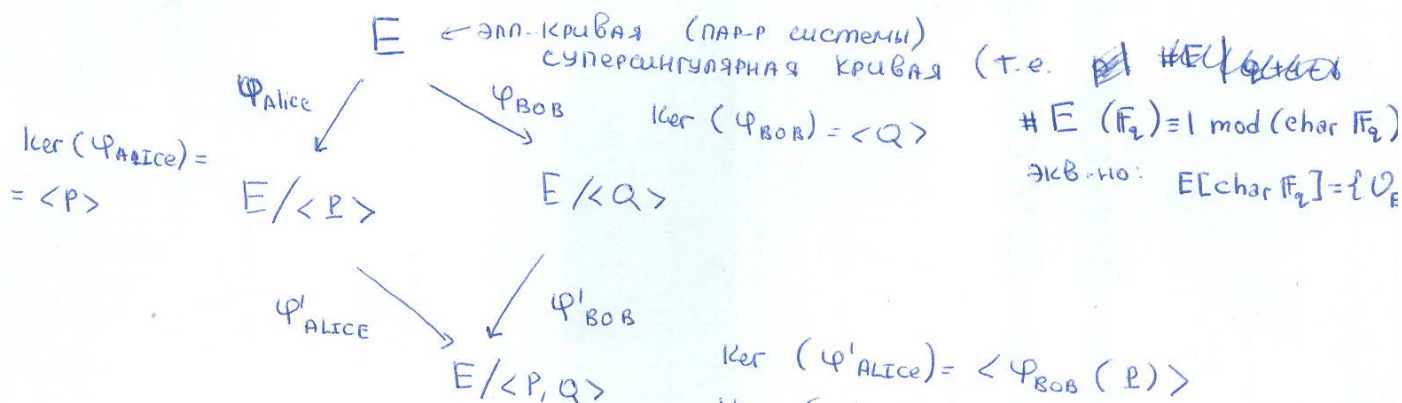 E ← элл. кривая (пар-р системы)
суперсингулярная кривая (т.е.
φAlice φBOB Ker (φBOB) = <Q> # E (𝔽q) ≡ 1 mod (char 𝔽q)
Ker (φALICE) =
= <P> E/<P> E/<Q> экв-но: E[char 𝔽q] = {O_E
φ'ALICE φ'BOB
E/<P, Q> Ker (φ'ALICE) = <φBOB (P)>